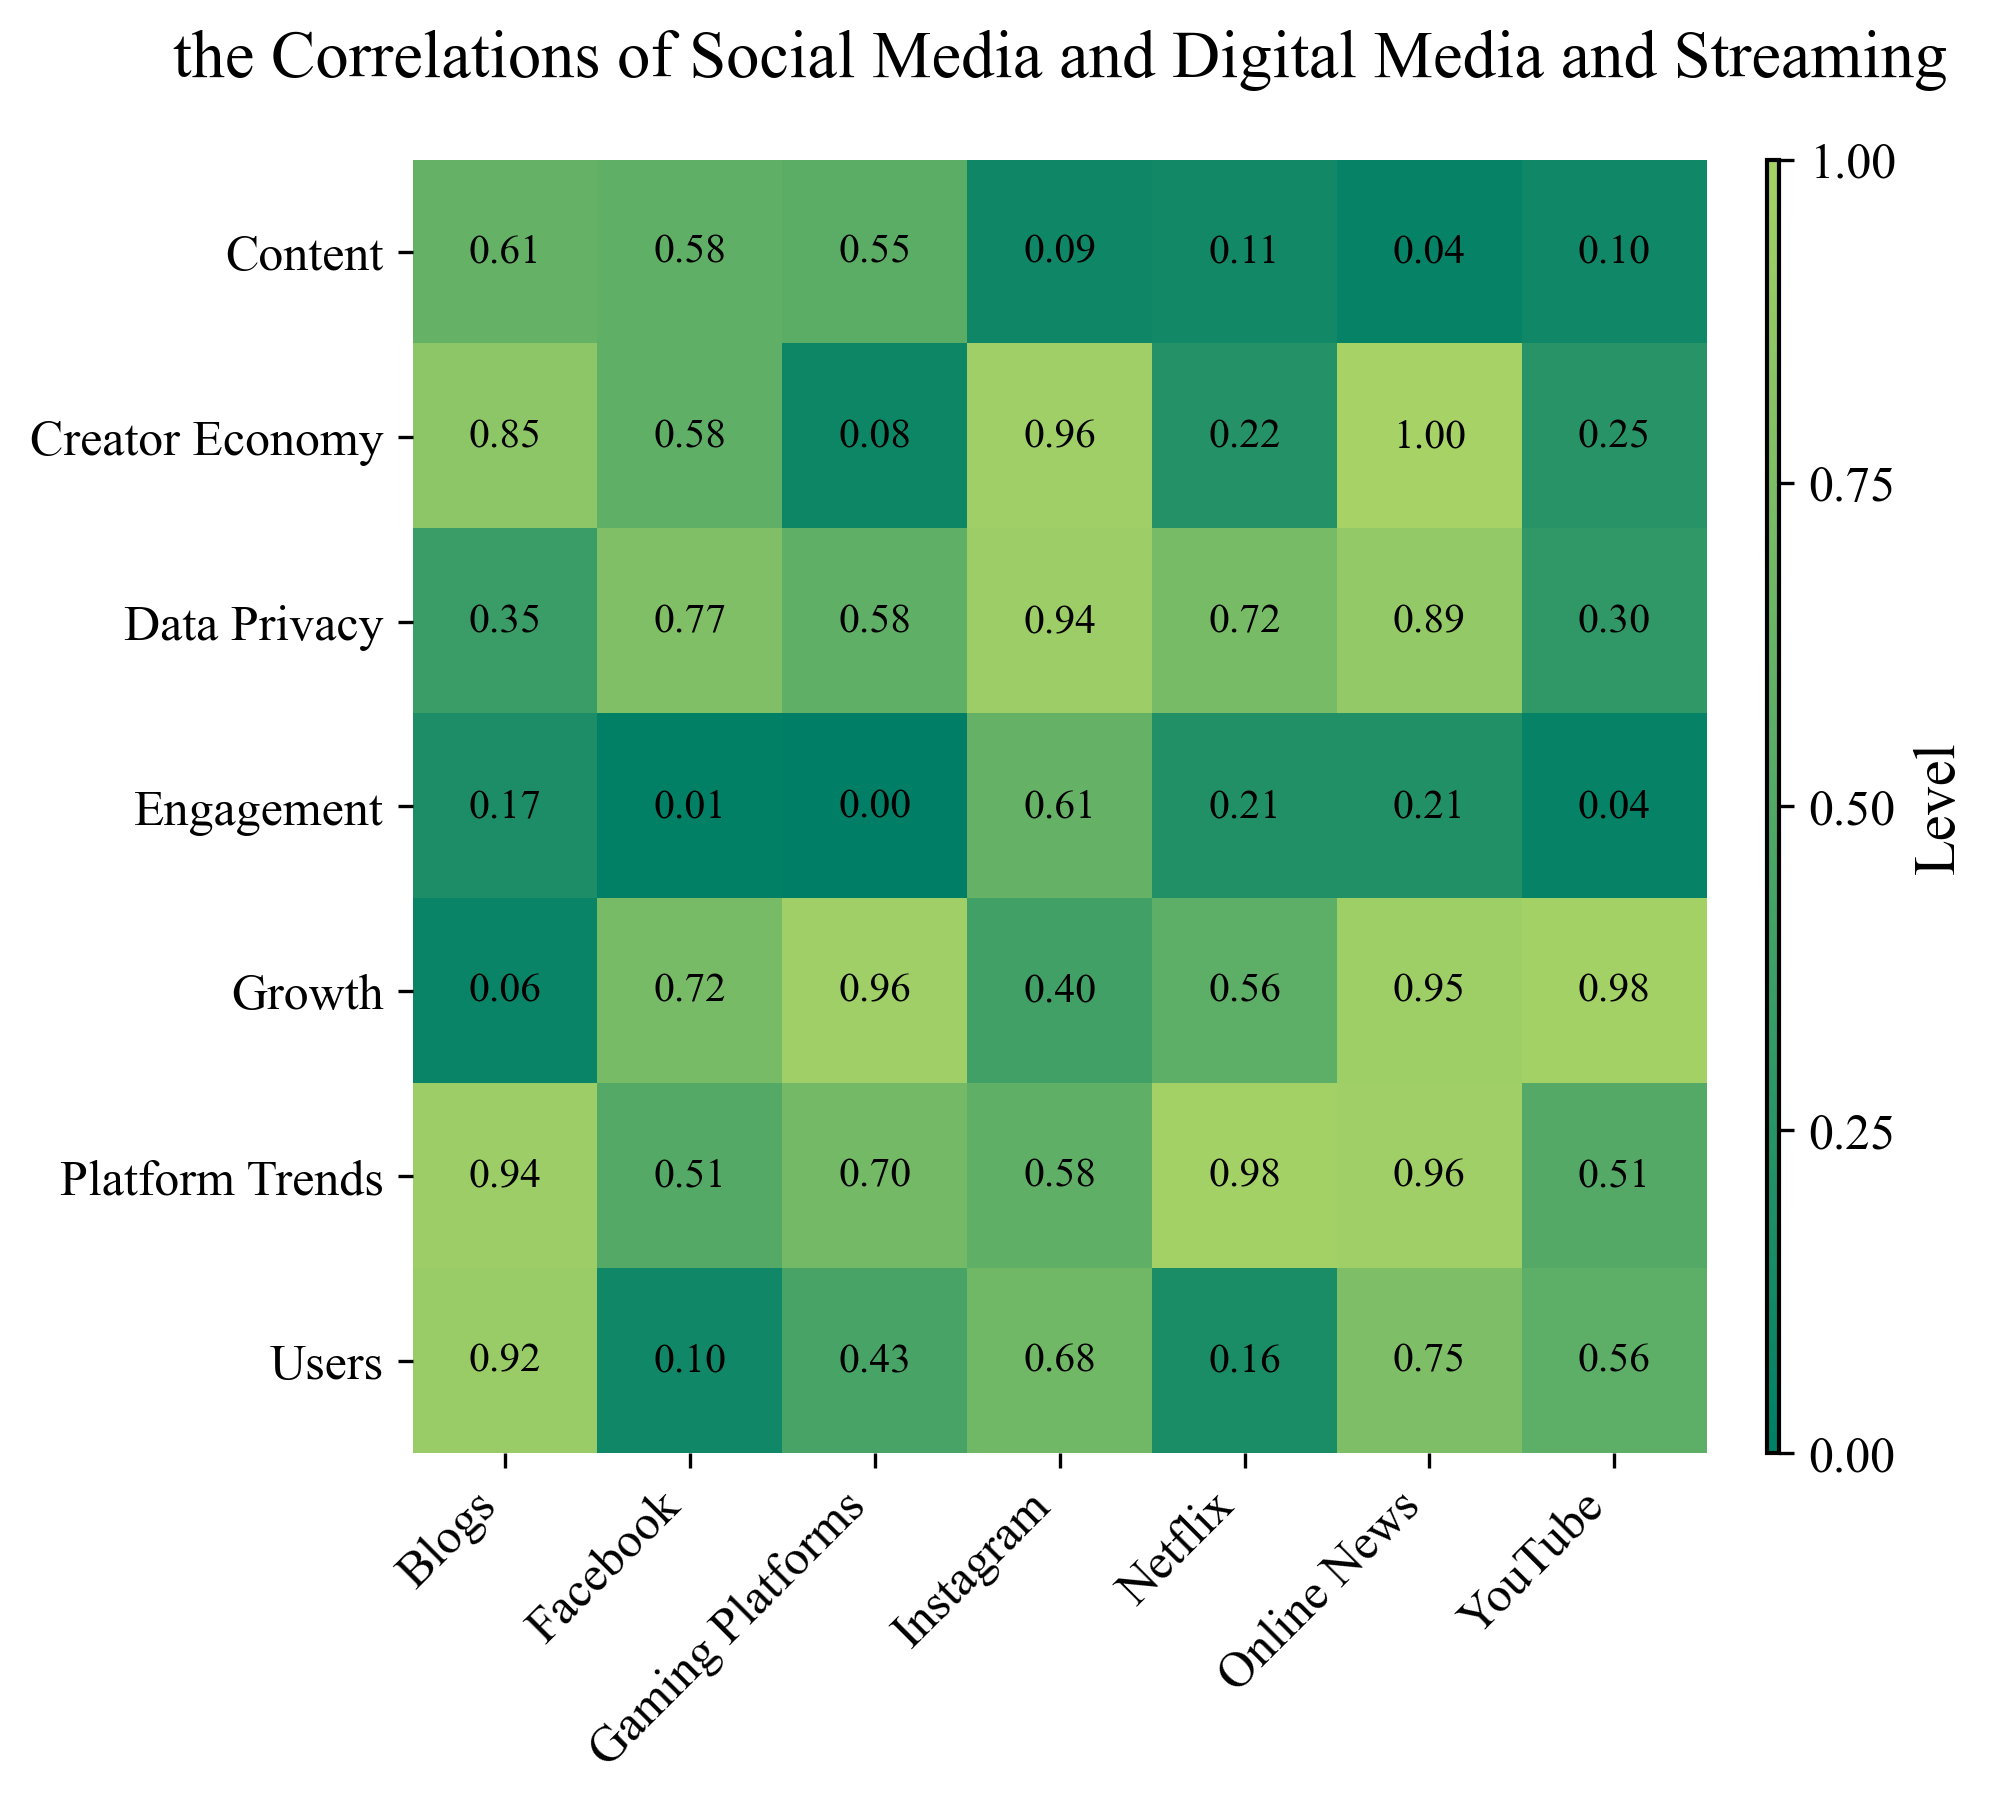 the Correlations of Social Media and Digital Media and Streaming
Content 0.61 0.58 0.55 0.09 0.11 0.04 0.10
Creator Economy 0.85 0.58 0.08 0.96 0.22 1.00 0.25
Data Privacy 0.35 0.77 0.58 0.94 0.72 0.89 0.30
Engagement 0.17 0.01 0.00 0.61 0.21 0.21 0.04
Growth 0.06 0.72 0.96 0.40 0.56 0.95 0.98
Platform Trends 0.94 0.51 0.70 0.58 0.98 0.96 0.51
Users 0.92 0.10 0.43 0.68 0.16 0.75 0.56
Blogs
Facebook
Gaming Platforms
Instagram
Netflix
Online News
YouTube
1.00
0.75
0.50
0.25
0.00
Level